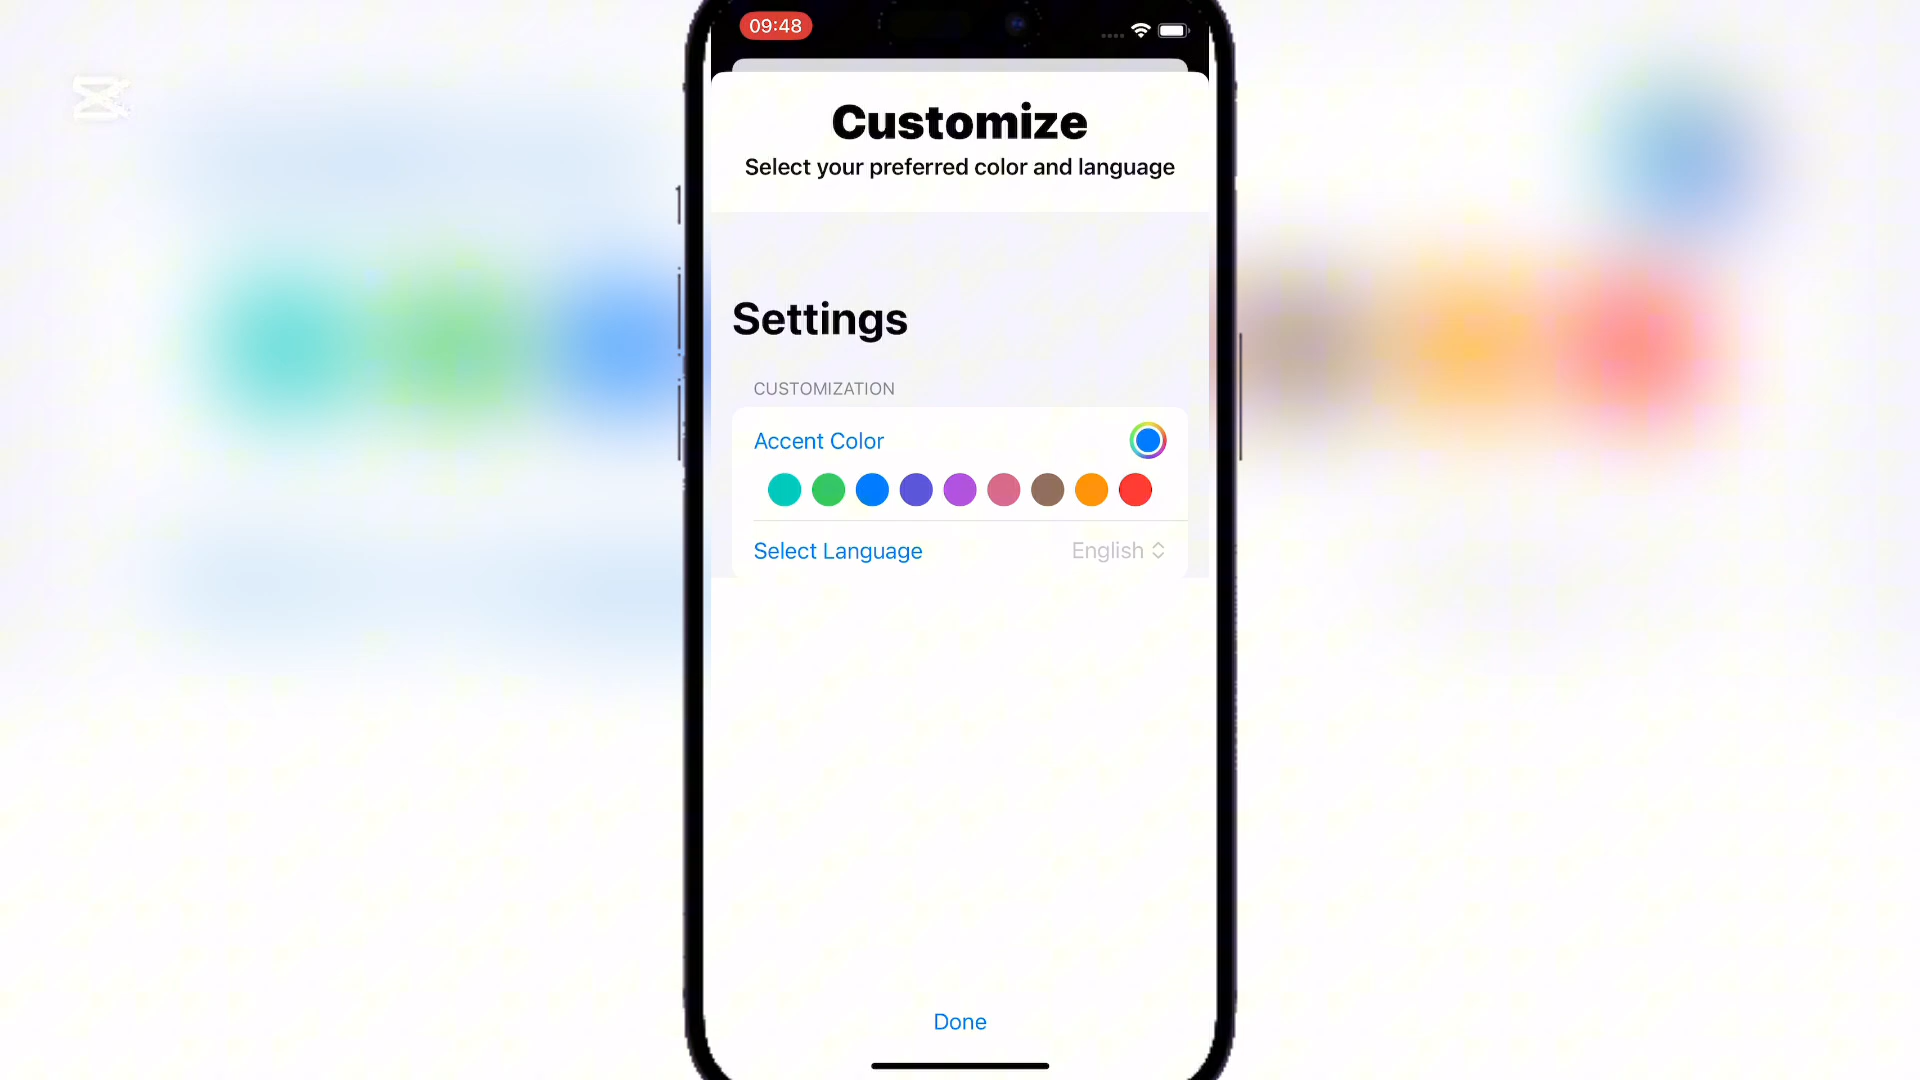 09:48
Customize
Select your preferred color and language
Settings
CUSTOMIZATION
Accent Color
Select Language
English
Done